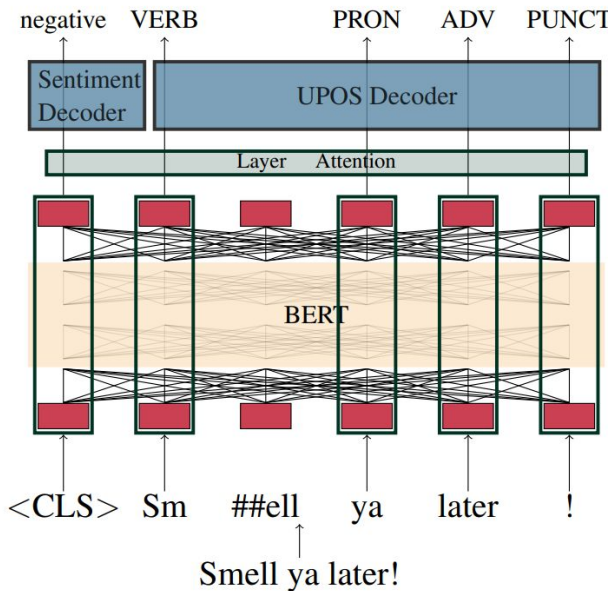 negative VERB PRON ADV PUNCT
Sentiment
Decoder
UPOS Decoder
Layer Attention
BERT
<CLS> Sm ##ell ya later !
Smell ya later!